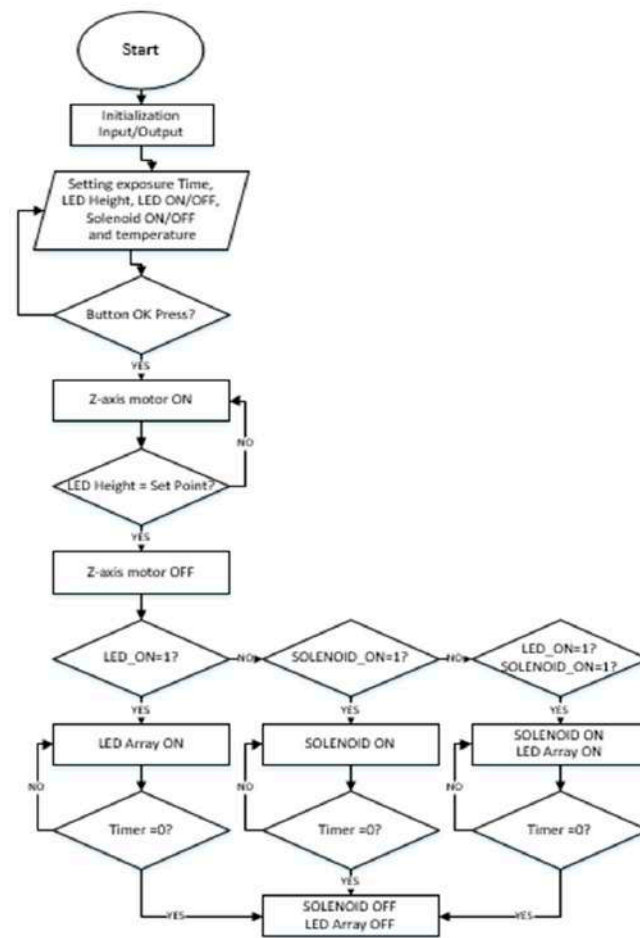 Start
Initialization
Input/Output
Setting exposure Time,
LED Height, LED ON/OFF,
Solenoid ON/OFF
and temperature
Button OK Press?
YES
Z-axis motor ON
NO
LED Height = Set Point?
YES
Z-axis motor OFF
LED_ON=1?
NO
SOLENOID_ON=1?
NO
LED_ON=1?
SOLENOID_ON=1?
YES
YES
YES
LED Array ON
SOLENOID ON
SOLENOID ON
LED Array ON
NO
NO
NO
Timer =0?
Timer =0?
Timer =0?
YES
YES
YES
SOLENOID OFF
LED Array OFF